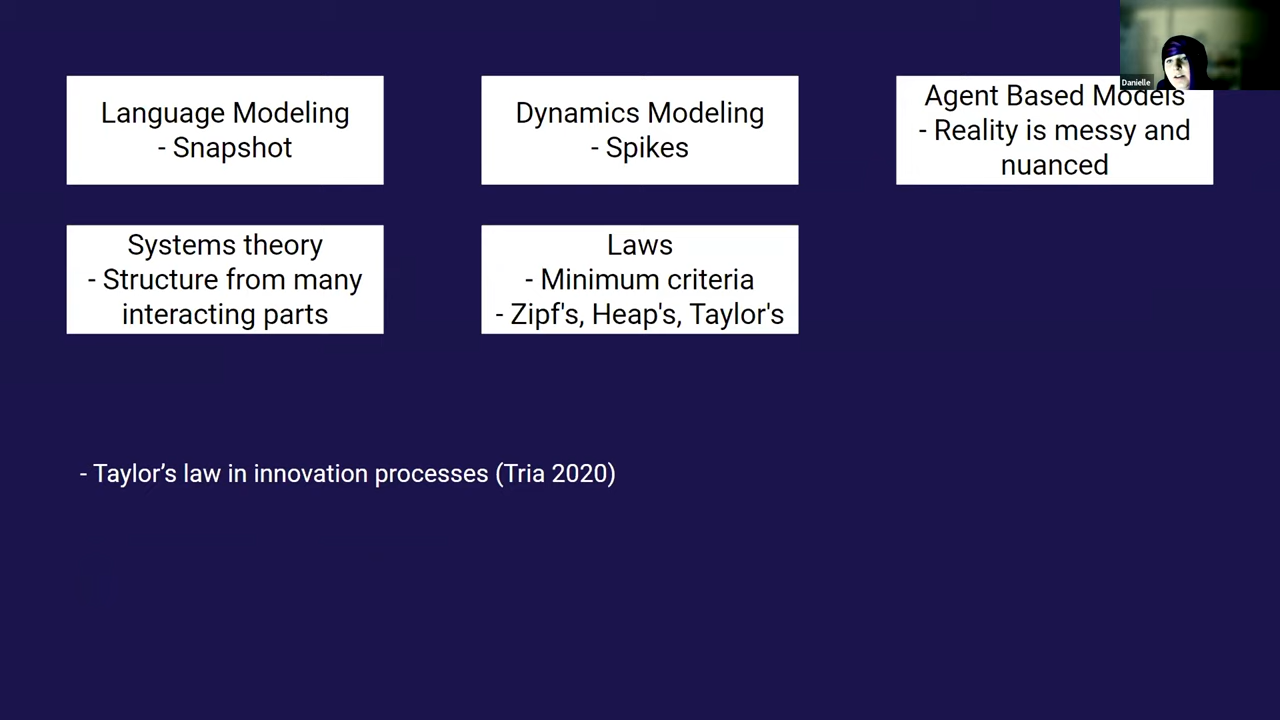 Danielle
Language Modeling
- Snapshot
Dynamics Modeling
- Spikes
Agent Based Models
- Reality is messy and
nuanced
Systems theory
- Structure from many
interacting parts
Laws
- Minimum criteria
- Zipf's, Heap's, Taylor's
- Taylor’s law in innovation processes (Tria 2020)